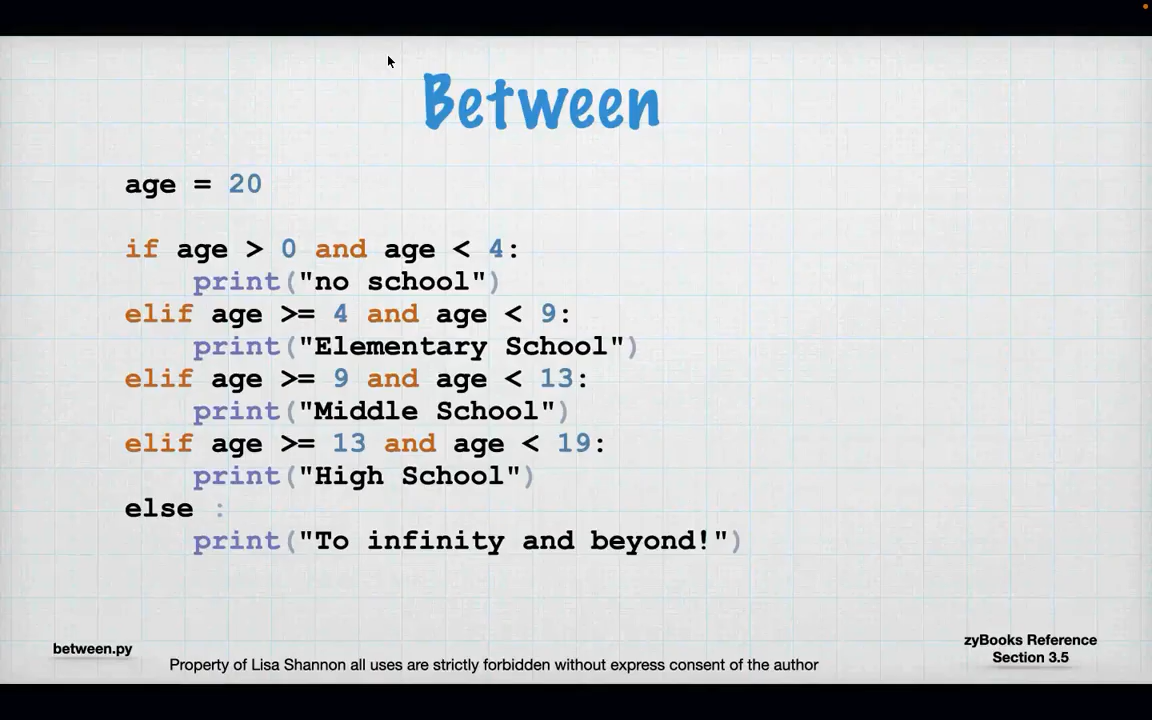 Between
age = 20
if age > 0 and age < 4:
    print("no school")
elif age >= 4 and age < 9:
    print("Elementary School")
elif age >= 9 and age < 13:
    print("Middle School")
elif age >= 13 and age < 19:
    print("High School")
else :
    print("To infinity and beyond!")
between.py
Property of Lisa Shannon all uses are strictly forbidden without express consent of the author
zyBooks Reference
Section 3.5